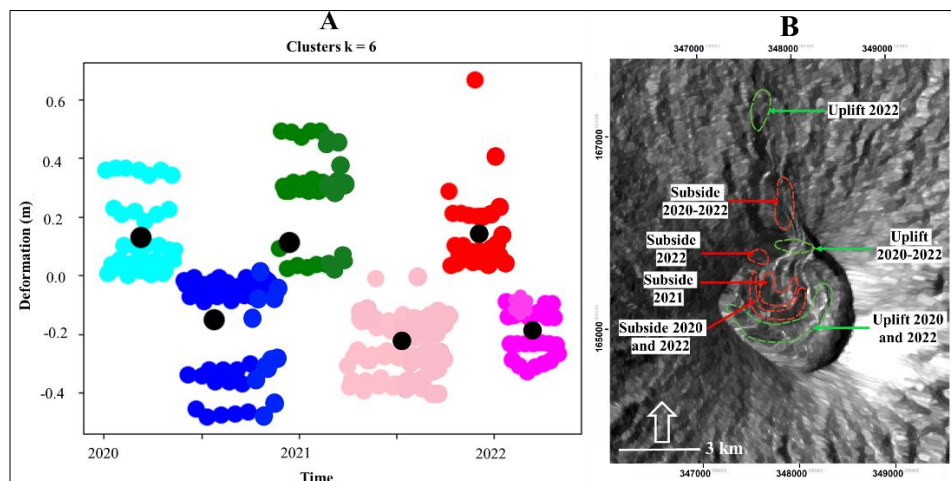 A
Clusters k = 6
Deformation (m)
0.6
0.4
0.2
0.0
-0.2
-0.4
2020
2021
2022
Time
B
347000
348000
349000
167000
165000
Uplift 2022
Subside
2020-2022
Uplift
2020-2022
Subside
2022
Subside
2021
Subside 2020
and 2022
Uplift 2020
and 2022
3 km
347000
348000
349000